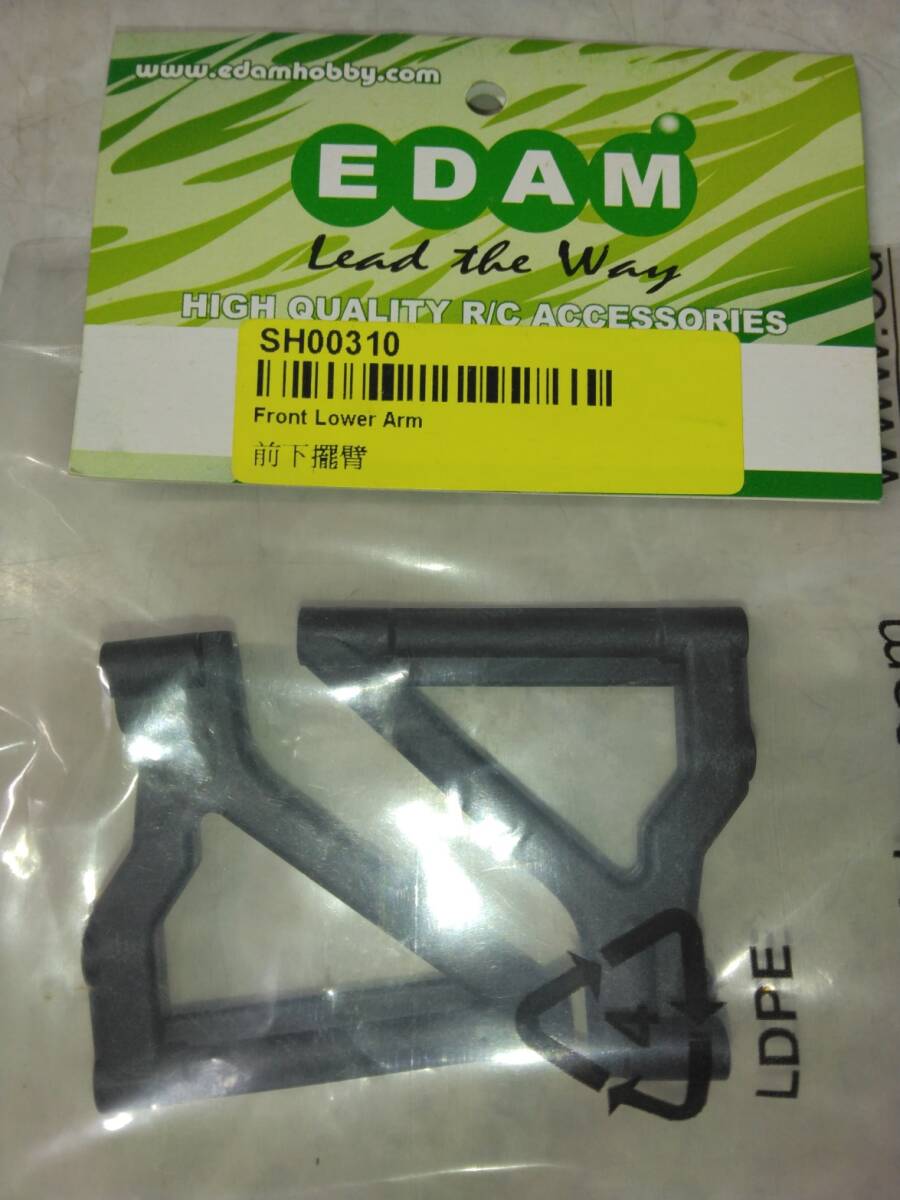 www.edamhobby.com
EDAM
Lead the Way
HIGH QUALITY R/C ACCESSORIES
SH00310
Front Lower Arm
前下擺臂
4
LDPE